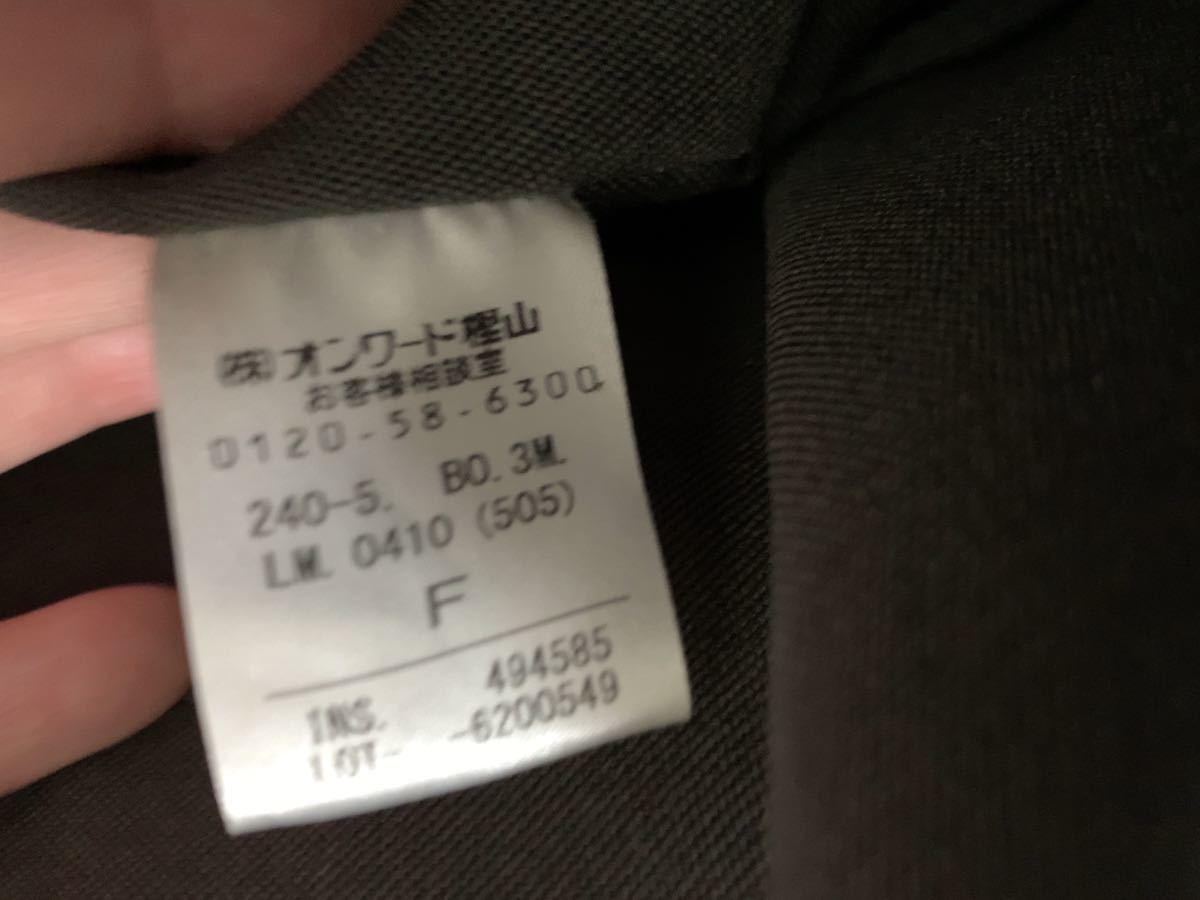 (株)オンワード樫山
お客様相談室
0120-58-6300
240-5. BO.3M.
LM. 0410 (505)
F
INS. 494585
LOT- -6200549